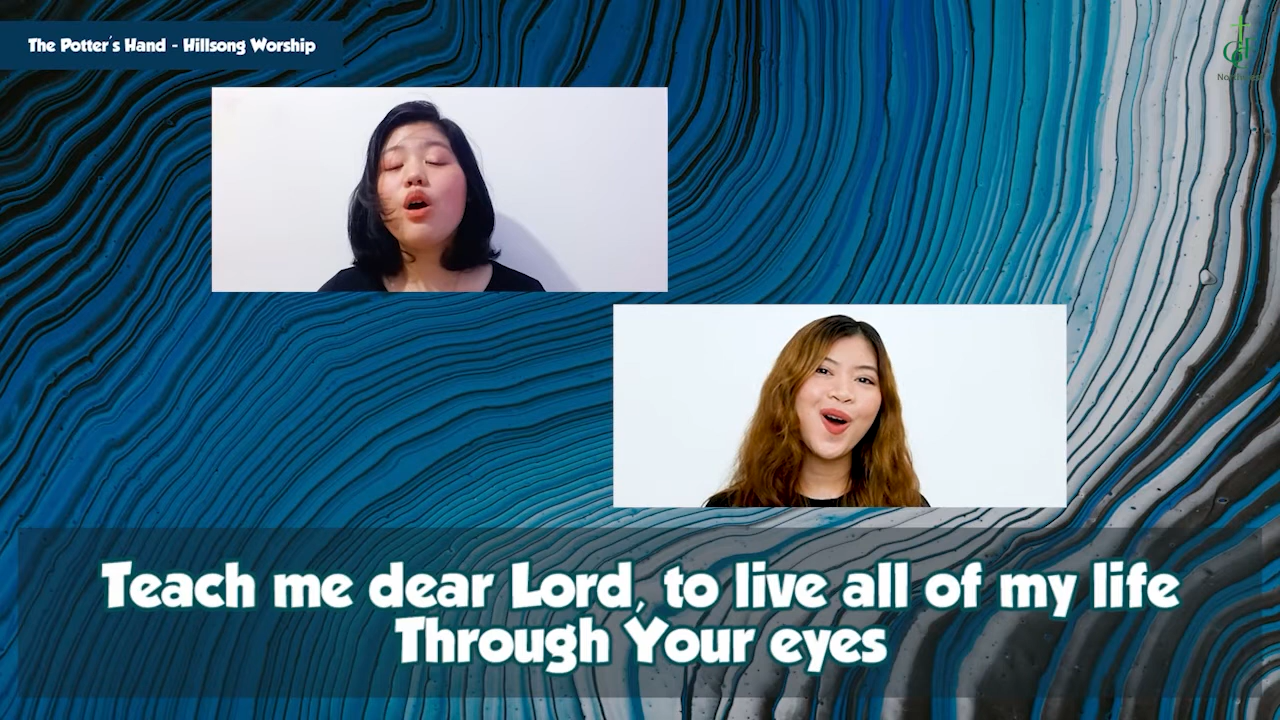 The Potter's Hand - Hillsong Worship
Teach me dear Lord, to live all of my life
Through Your eyes